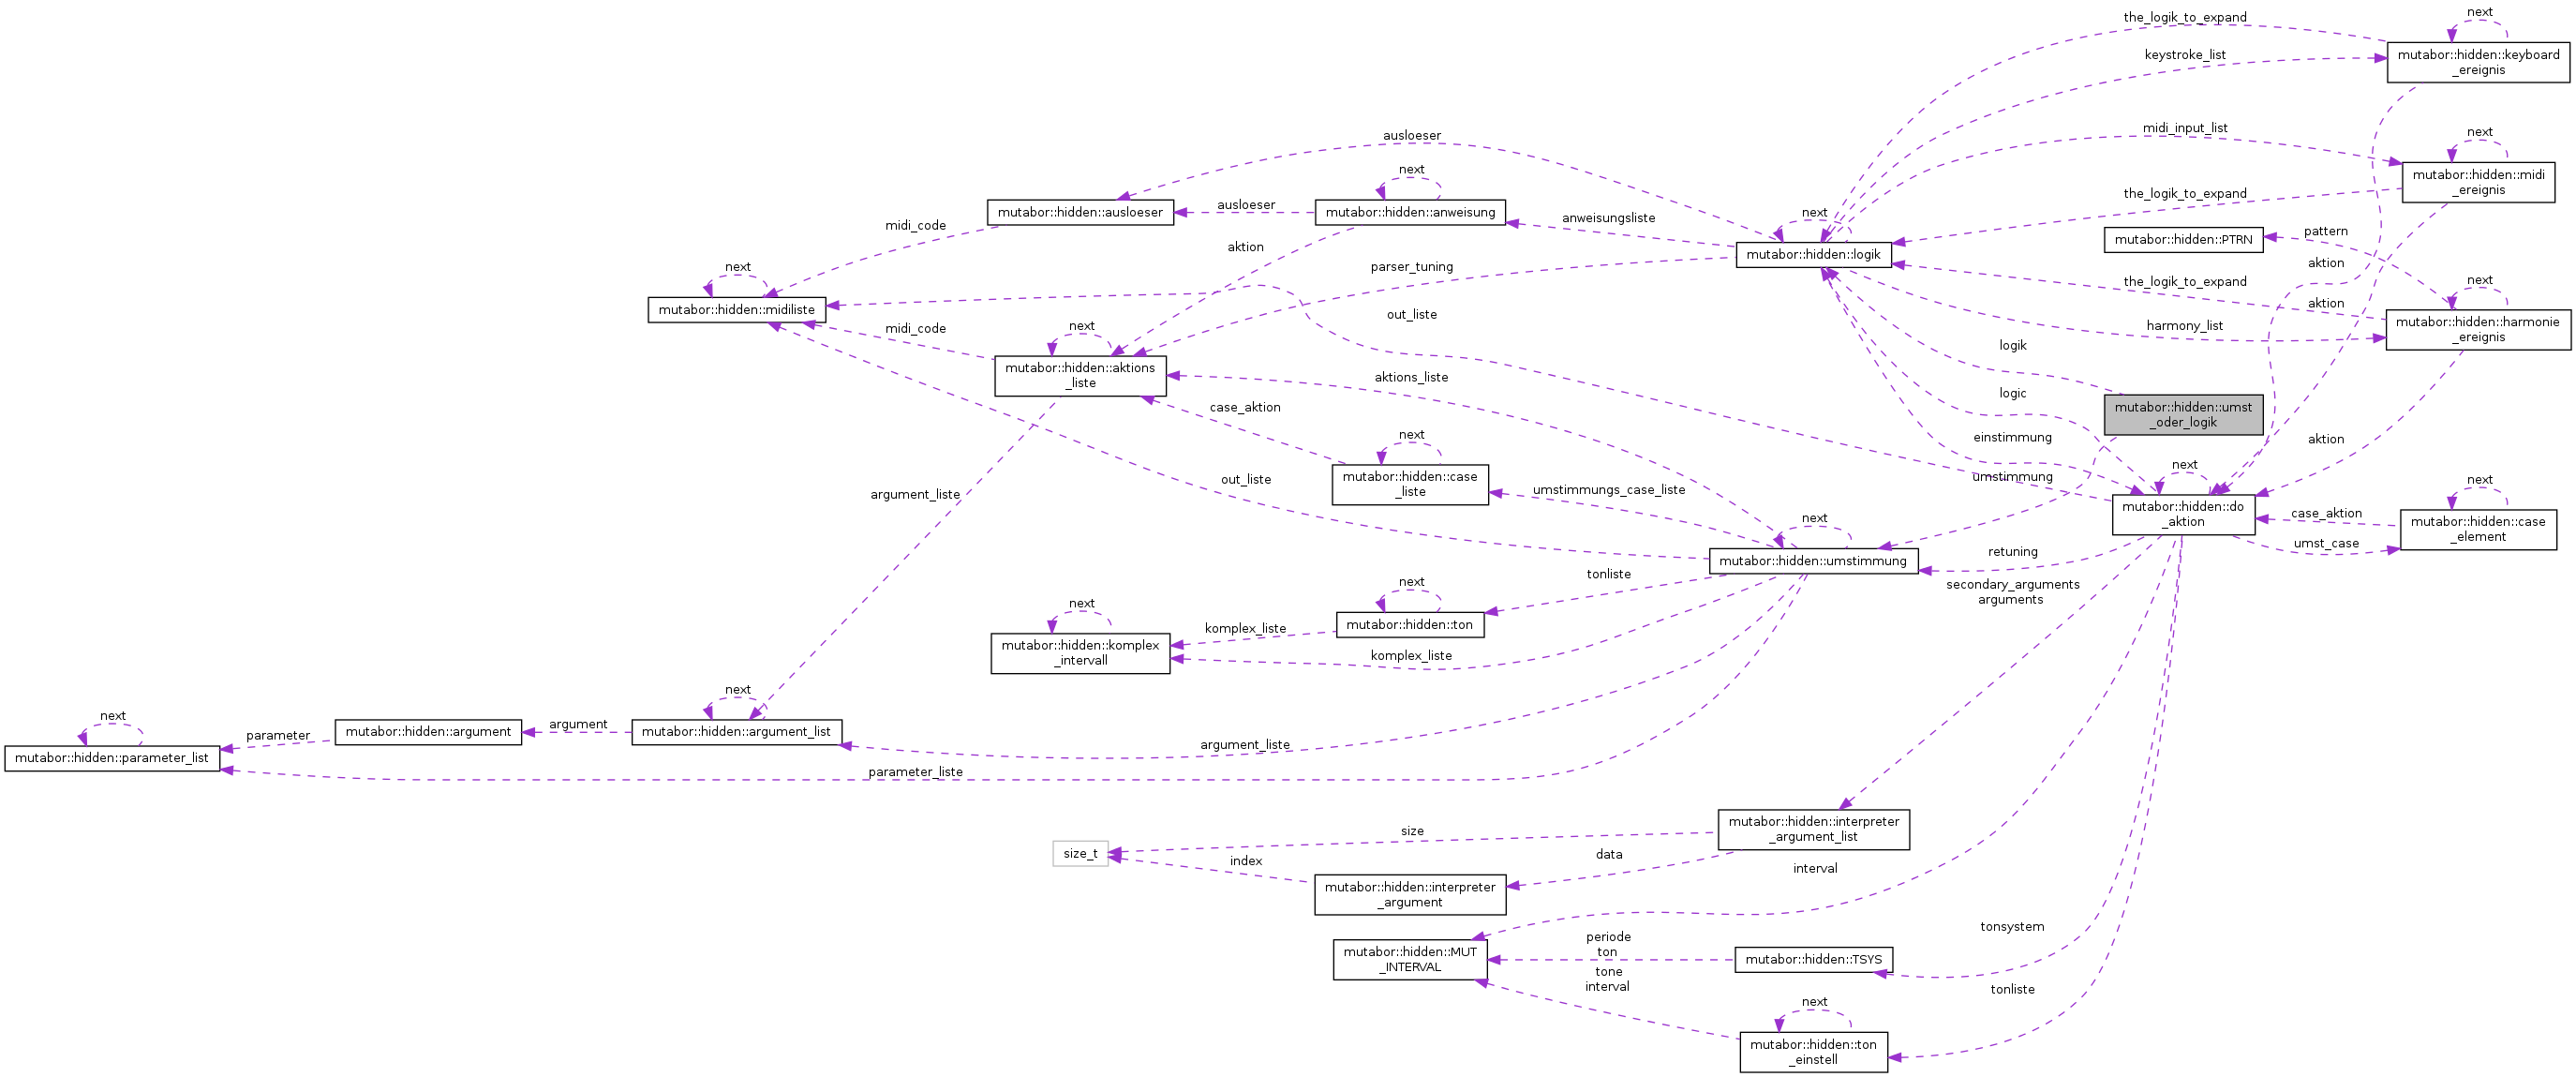 the_logik_to_expand
next
mutabor::hidden::keyboard
_ereignis
keystroke_list
midi_input_list
next
mutabor::hidden::midi
_ereignis
ausloeser
next
the_logik_to_expand
mutabor::hidden::ausloeser
ausloeser
mutabor::hidden::anweisung
anweisungsliste
next
mutabor::hidden::logik
pattern
mutabor::hidden::PTRN
midi_code
aktion
parser_tuning
aktion
next
mutabor::hidden::midiliste
the_logik_to_expand
aktion
next
mutabor::hidden::harmonie
_ereignis
harmony_list
out_liste
midi_code
next
mutabor::hidden::aktions
_liste
logik
aktions_liste
logic
case_aktion
mutabor::hidden::umst
_oder_logik
einstimmung
aktion
next
mutabor::hidden::case
_liste
umstimmung
next
next
argument_liste
out_liste
umstimmungs_case_liste
mutabor::hidden::do
_aktion
case_aktion
umst_case
mutabor::hidden::case
_element
next
mutabor::hidden::umstimmung
retuning
tonliste
secondary_arguments
arguments
next
mutabor::hidden::ton
next
mutabor::hidden::komplex
_intervall
komplex_liste
komplex_liste
next
mutabor::hidden::parameter_list
parameter
mutabor::hidden::argument
argument
next
mutabor::hidden::argument_list
argument_liste
parameter_liste
size
mutabor::hidden::interpreter
_argument_list
size_t
index
data
mutabor::hidden::interpreter
_argument
interval
mutabor::hidden::MUT
_INTERVAL
periode
ton
mutabor::hidden::TSYS
tonsystem
tone
interval
tonliste
next
mutabor::hidden::ton
_einstell